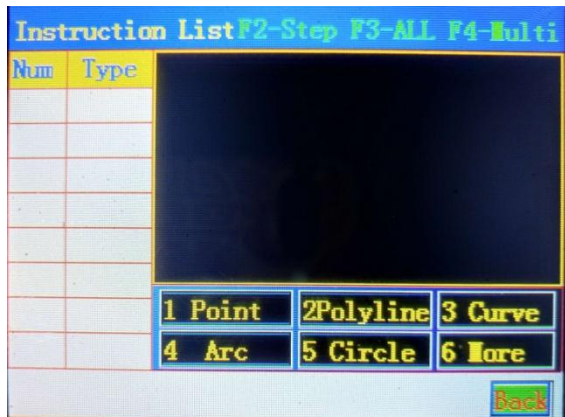 Instruction List F2-Step F3-ALL F4-Multi
Num Type
1 Point 2Polyline 3 Curve
4 Arc 5 Circle 6 More
Back